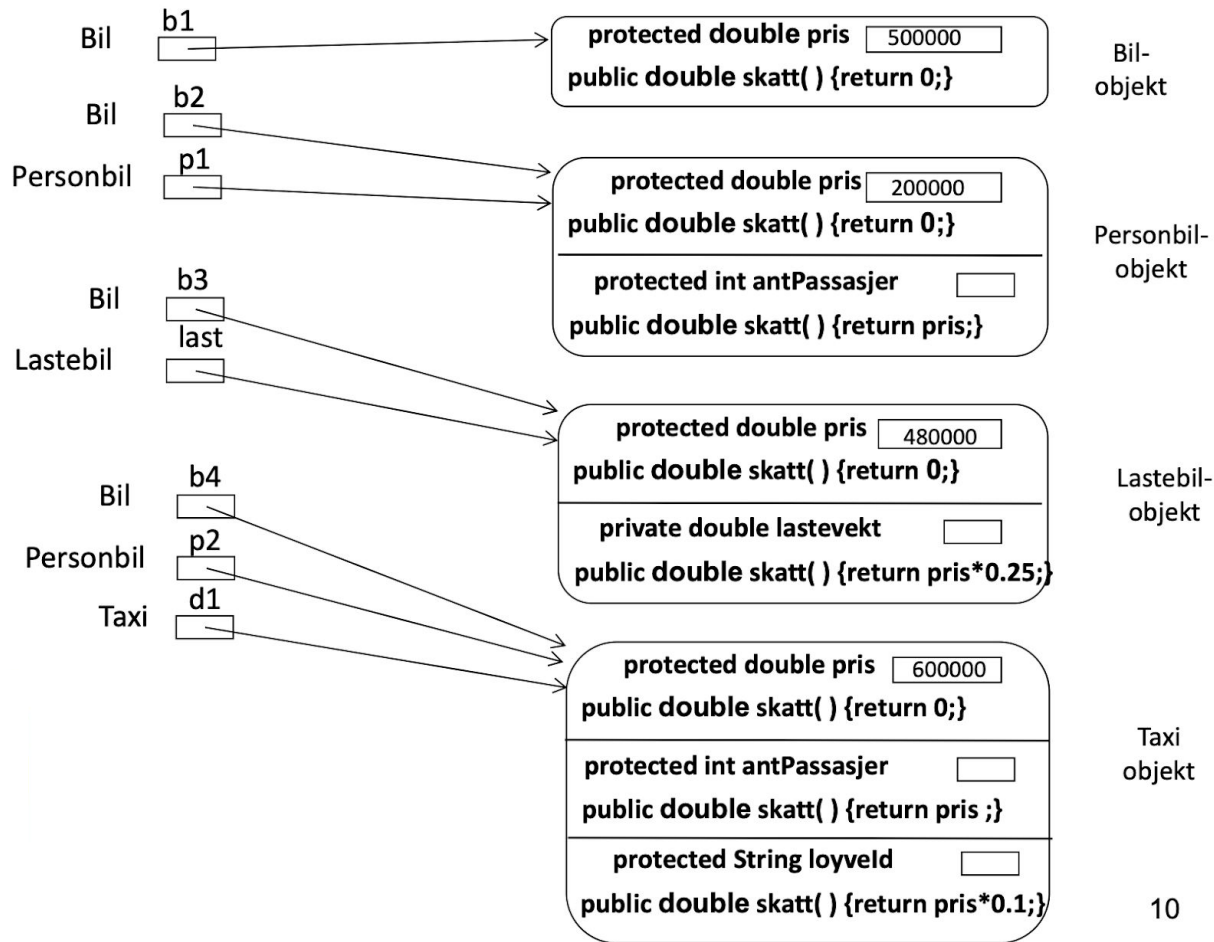 b1
Bil
protected double pris 500000
public double skatt( ) {return 0;}
Bil-
objekt
b2
Bil
p1
Personbil
protected double pris 200000
public double skatt( ) {return 0;}
protected int antPassasjer
public double skatt( ) {return pris;}
Personbil-
objekt
b3
Bil
last
Lastebil
protected double pris 480000
public double skatt( ) {return 0;}
private double lastevekt
public double skatt( ) {return pris*0.25;}
Lastebil-
objekt
b4
Bil
p2
Personbil
d1
Taxi
protected double pris 600000
public double skatt( ) {return 0;}
protected int antPassasjer
public double skatt( ) {return pris ;}
protected String loyveId
public double skatt( ) {return pris*0.1;}
Taxi
objekt
10